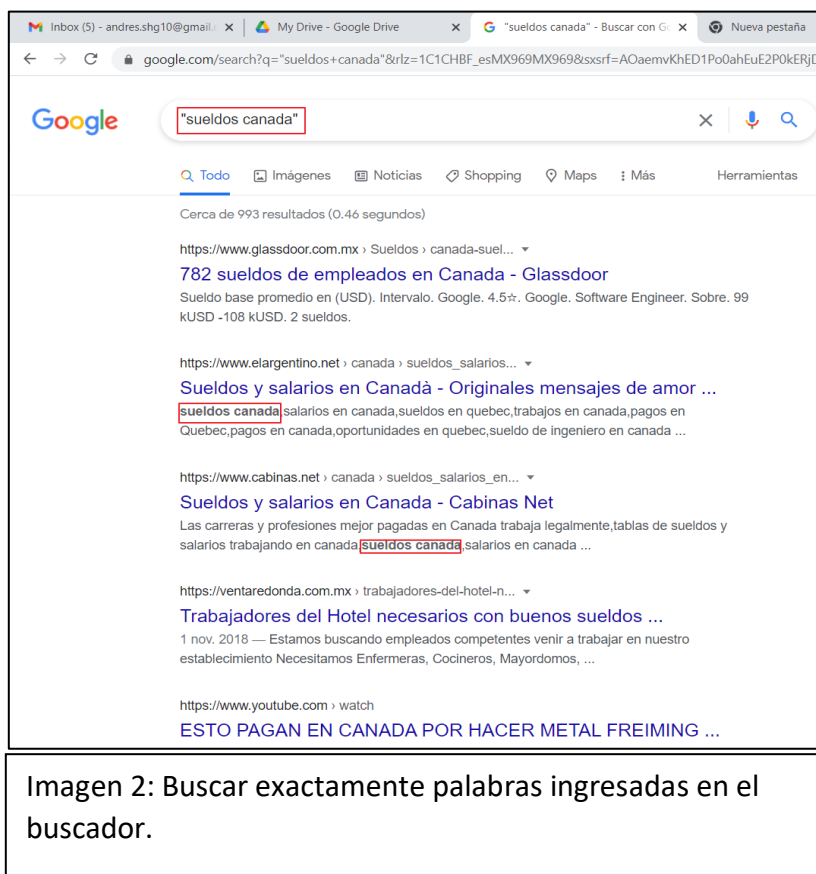 Inbox (5) - andres.shg10@gmail.c
My Drive - Google Drive
"sueldos canada" - Buscar con Go
Nueva pestaña
google.com/search?q="sueldos+canada"&rlz=1C1CHBF_esMX969MX969&sxsrf=AOaemvKhED1Po0ahEuE2P0kERjD
Google
"sueldos canada"
Todo Imágenes Noticias Shopping Maps Más Herramientas
Cerca de 993 resultados (0.46 segundos)
https://www.glassdoor.com.mx › Sueldos › canada-suel...
782 sueldos de empleados en Canada - Glassdoor
Sueldo base promedio en (USD). Intervalo. Google. 4.5☆. Google. Software Engineer. Sobre. 99
kUSD -108 kUSD. 2 sueldos.
https://www.elargentino.net › canada › sueldos_salarios...
Sueldos y salarios en Canadà - Originales mensajes de amor ...
sueldos canada,salarios en canada,sueldos en quebec,trabajos en canada,pagos en
Quebec,pagos en canada,oportunidades en quebec,sueldo de ingeniero en canada ...
https://www.cabinas.net › canada › sueldos_salarios_en...
Sueldos y salarios en Canada - Cabinas Net
Las carreras y profesiones mejor pagadas en Canada trabaja legalmente,tablas de sueldos y
salarios trabajando en canada,sueldos canada,salarios en canada ...
https://ventaredonda.com.mx › trabajadores-del-hotel-n...
Trabajadores del Hotel necesarios con buenos sueldos ...
1 nov. 2018 — Estamos buscando empleados competentes venir a trabajar en nuestro
establecimiento Necesitamos Enfermeras, Cocineros, Mayordomos, ...
https://www.youtube.com › watch
ESTO PAGAN EN CANADA POR HACER METAL FREIMING ...
Imagen 2: Buscar exactamente palabras ingresadas en el
buscador.